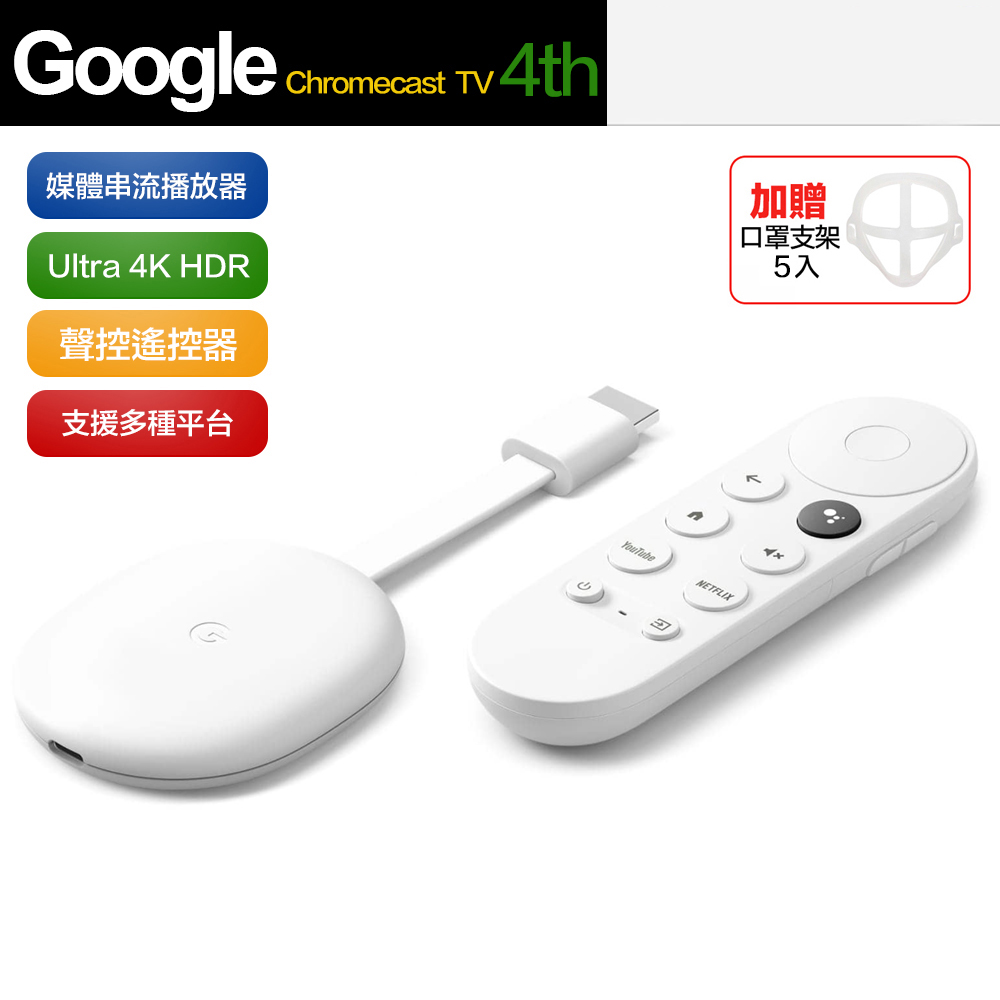 Google Chromecast TV 4th
媒體串流播放器
Ultra 4K HDR
聲控遙控器
支援多種平台
加贈
口罩支架
5入
YouTube
NETFLIX
G